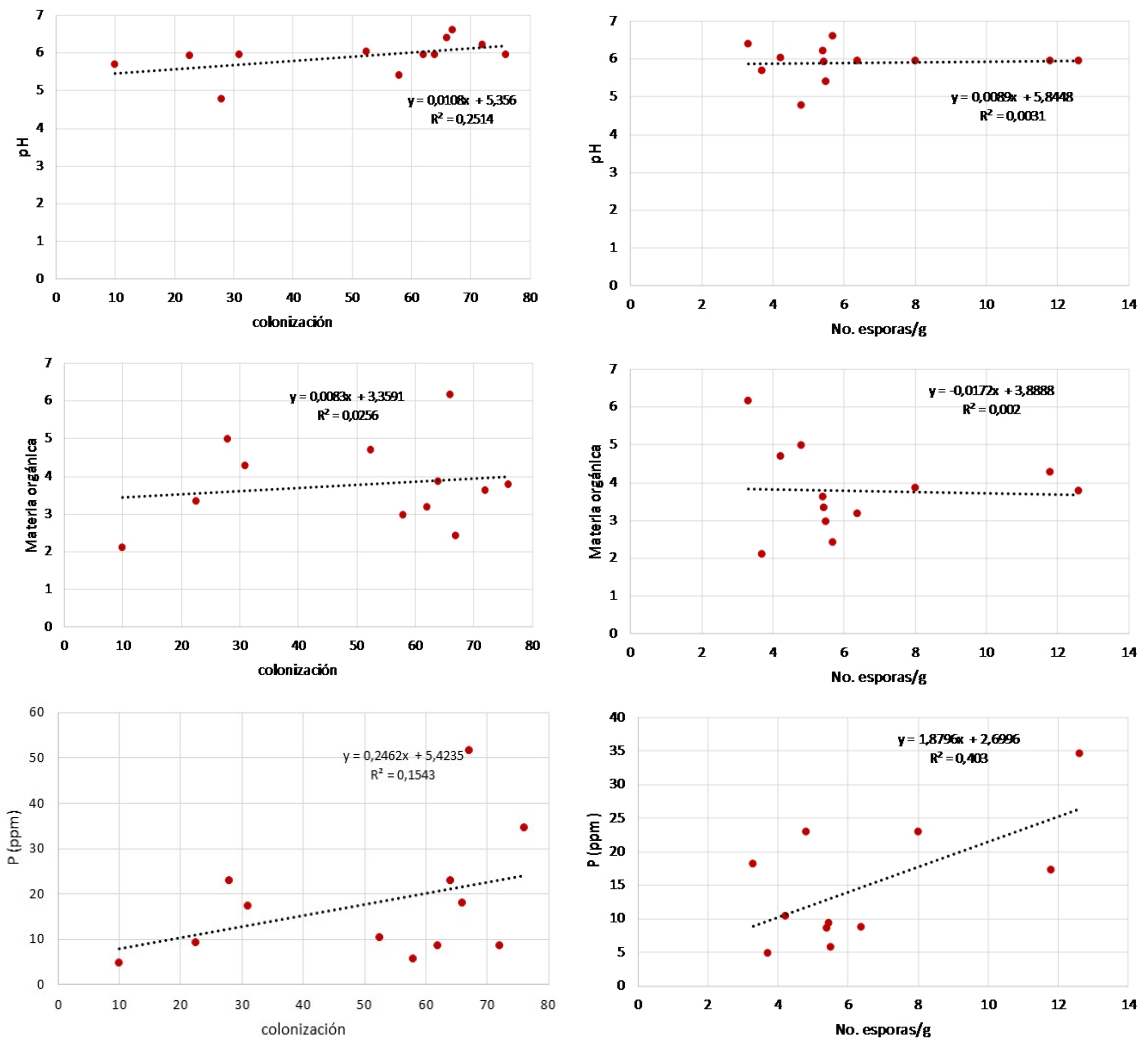 7
6
5
4
3
2
1
0
pH
y = 0,0108x + 5,356
R² = 0,2514
0 10 20 30 40 50 60 70 80
colonización
7
6
5
4
3
2
1
0
pH
y = 0,0089x + 5,8448
R² = 0,0031
0 2 4 6 8 10 12 14
No. esporas/g
7
6
5
4
3
2
1
0
Materia orgánica
y = 0,0083x + 3,3591
R² = 0,0256
0 10 20 30 40 50 60 70 80
colonización
7
6
5
4
3
2
1
0
Materia orgánica
y = -0,0172x + 3,8888
R² = 0,002
0 2 4 6 8 10 12 14
No. esporas/g
60
50
40
30
20
10
0
P (ppm)
y = 0,2462x + 5,4235
R² = 0,1543
0 10 20 30 40 50 60 70 80
colonización
40
35
30
25
20
15
10
5
0
P (ppm)
y = 1,8796x + 2,6996
R² = 0,403
0 2 4 6 8 10 12 14
No. esporas/g